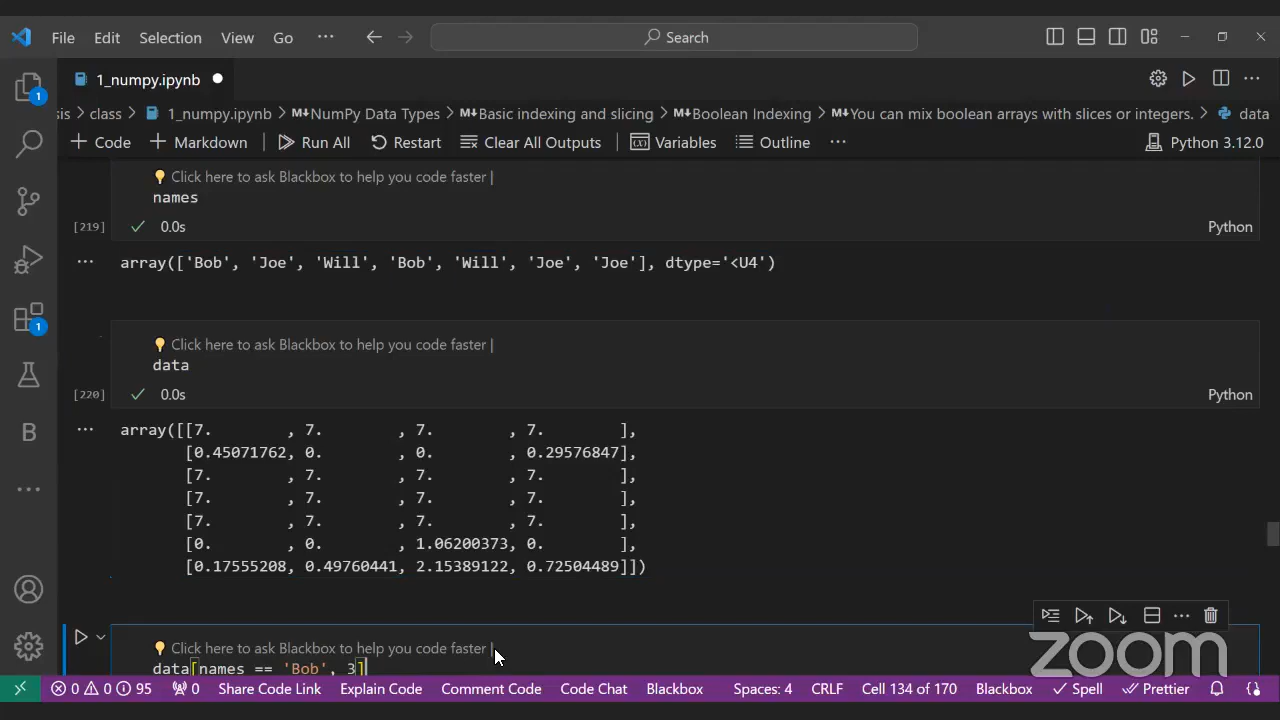 File Edit Selection View Go ··· Search
1_numpy.ipynb
sis > class > 1_numpy.ipynb > NumPy Data Types > Basic indexing and slicing > Boolean Indexing > You can mix boolean arrays with slices or integers. > data
+ Code + Markdown | Run All Restart Clear All Outputs | Variables Outline ··· Python 3.12.0
Click here to ask Blackbox to help you code faster |
names
[219] ✓ 0.0s Python
··· array(['Bob', 'Joe', 'Will', 'Bob', 'Will', 'Joe', 'Joe'], dtype='<U4')
Click here to ask Blackbox to help you code faster |
data
[220] ✓ 0.0s Python
··· array([[7. , 7. , 7. , 7. ],
[0.45071762, 0. , 0. , 0.29576847],
[7. , 7. , 7. , 7. ],
[7. , 7. , 7. , 7. ],
[7. , 7. , 7. , 7. ],
[0. , 0. , 1.06200373, 0. ],
[0.17555208, 0.49760441, 2.15389122, 0.72504489]])
Click here to ask Blackbox to help you code faster |
data[names == 'Bob', 3]
zoom
0 0 95 0 Share Code Link Explain Code Comment Code Code Chat Blackbox Spaces: 4 CRLF Cell 134 of 170 Blackbox Spell Prettier
1
1
B